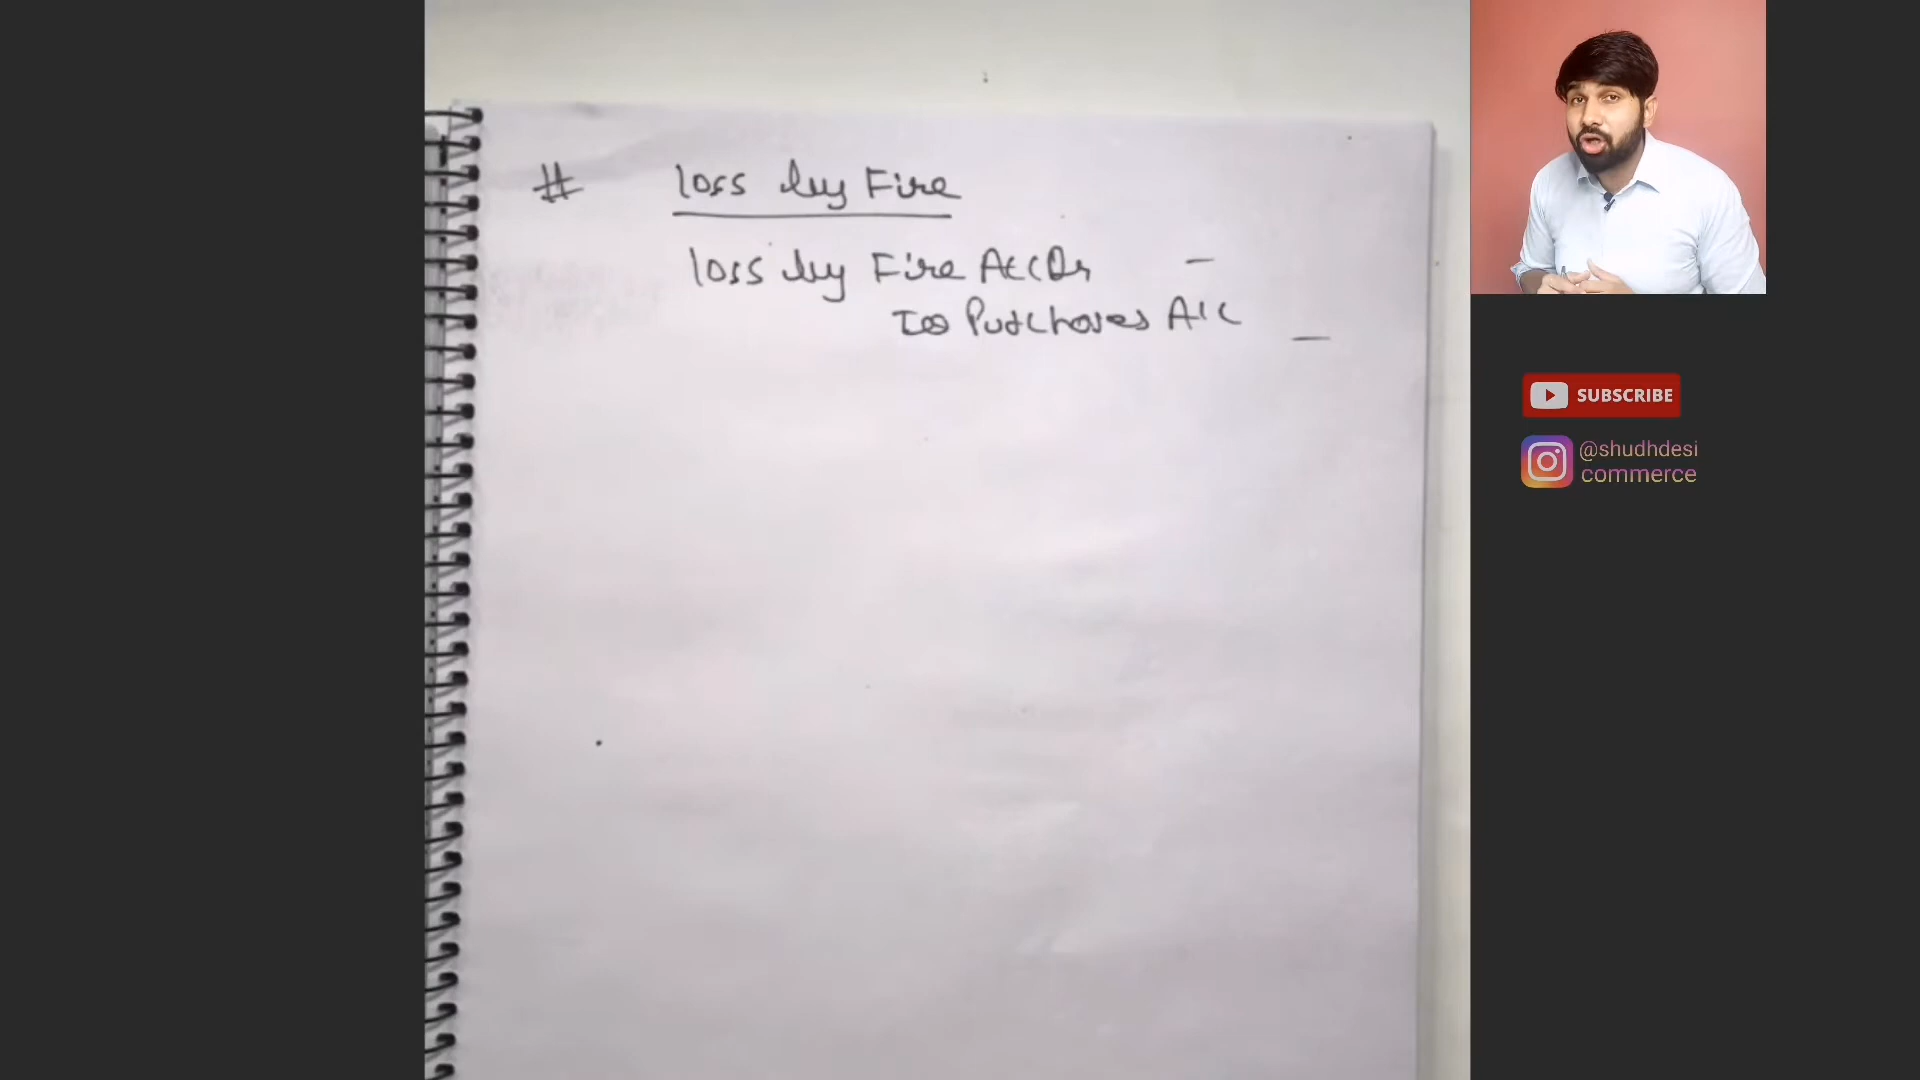 # Loss by Fire
Loss by Fire A/C Dr –
To Purchases A/C –
SUBSCRIBE
@shudhdesi
commerce